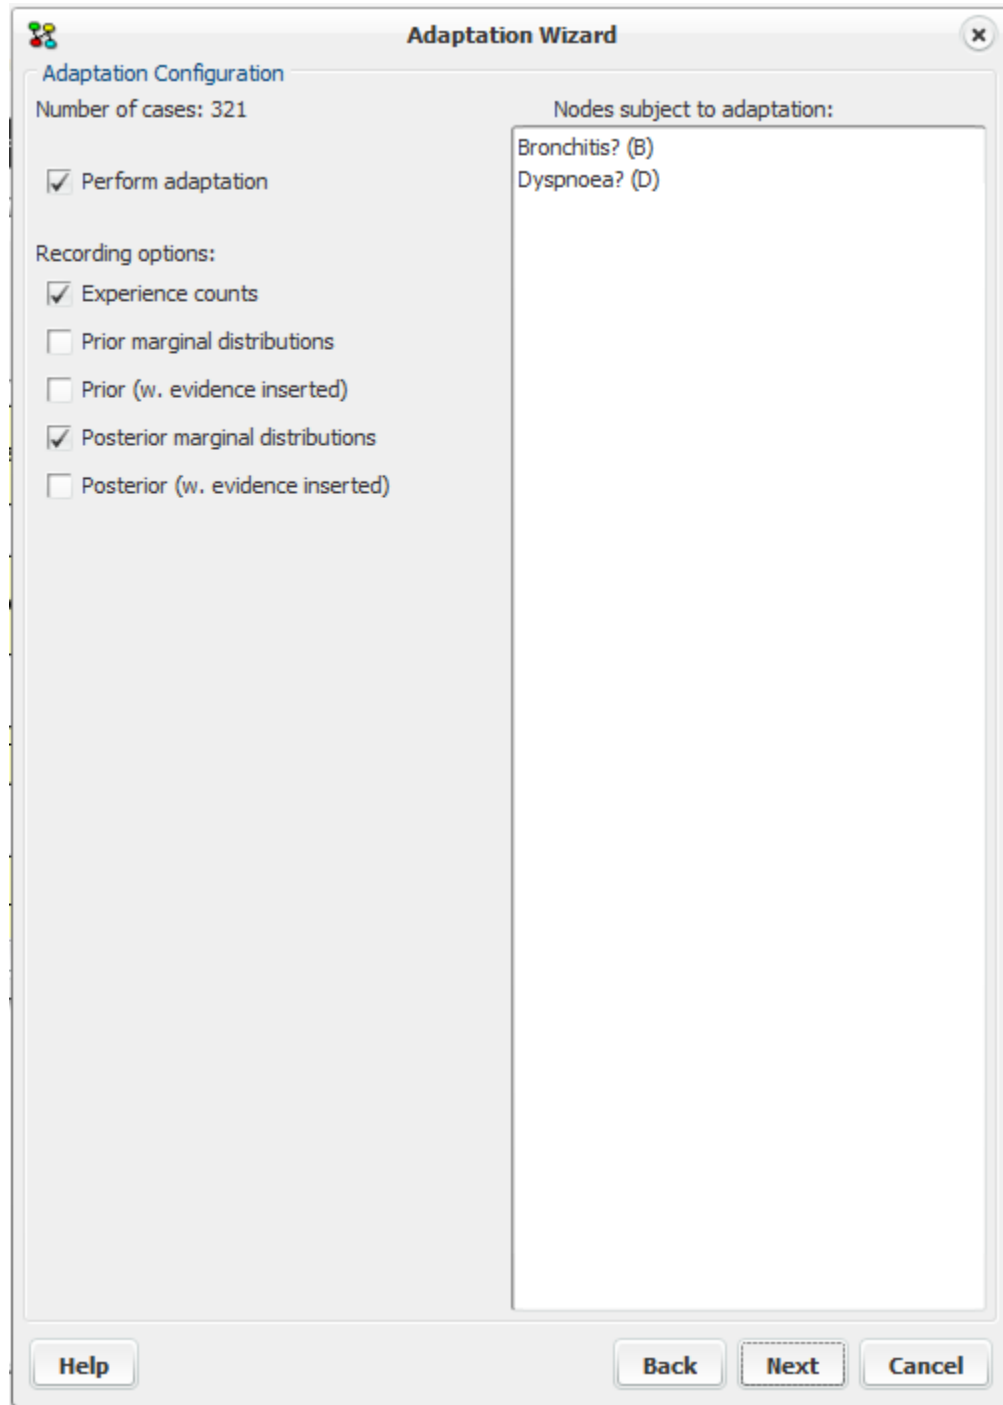 Adaptation Wizard
Adaptation Configuration
Number of cases: 321
Nodes subject to adaptation:
Bronchitis? (B)
Dyspnoea? (D)
Perform adaptation
Recording options:
Experience counts
Prior marginal distributions
Prior (w. evidence inserted)
Posterior marginal distributions
Posterior (w. evidence inserted)
Help
Back
Next
Cancel